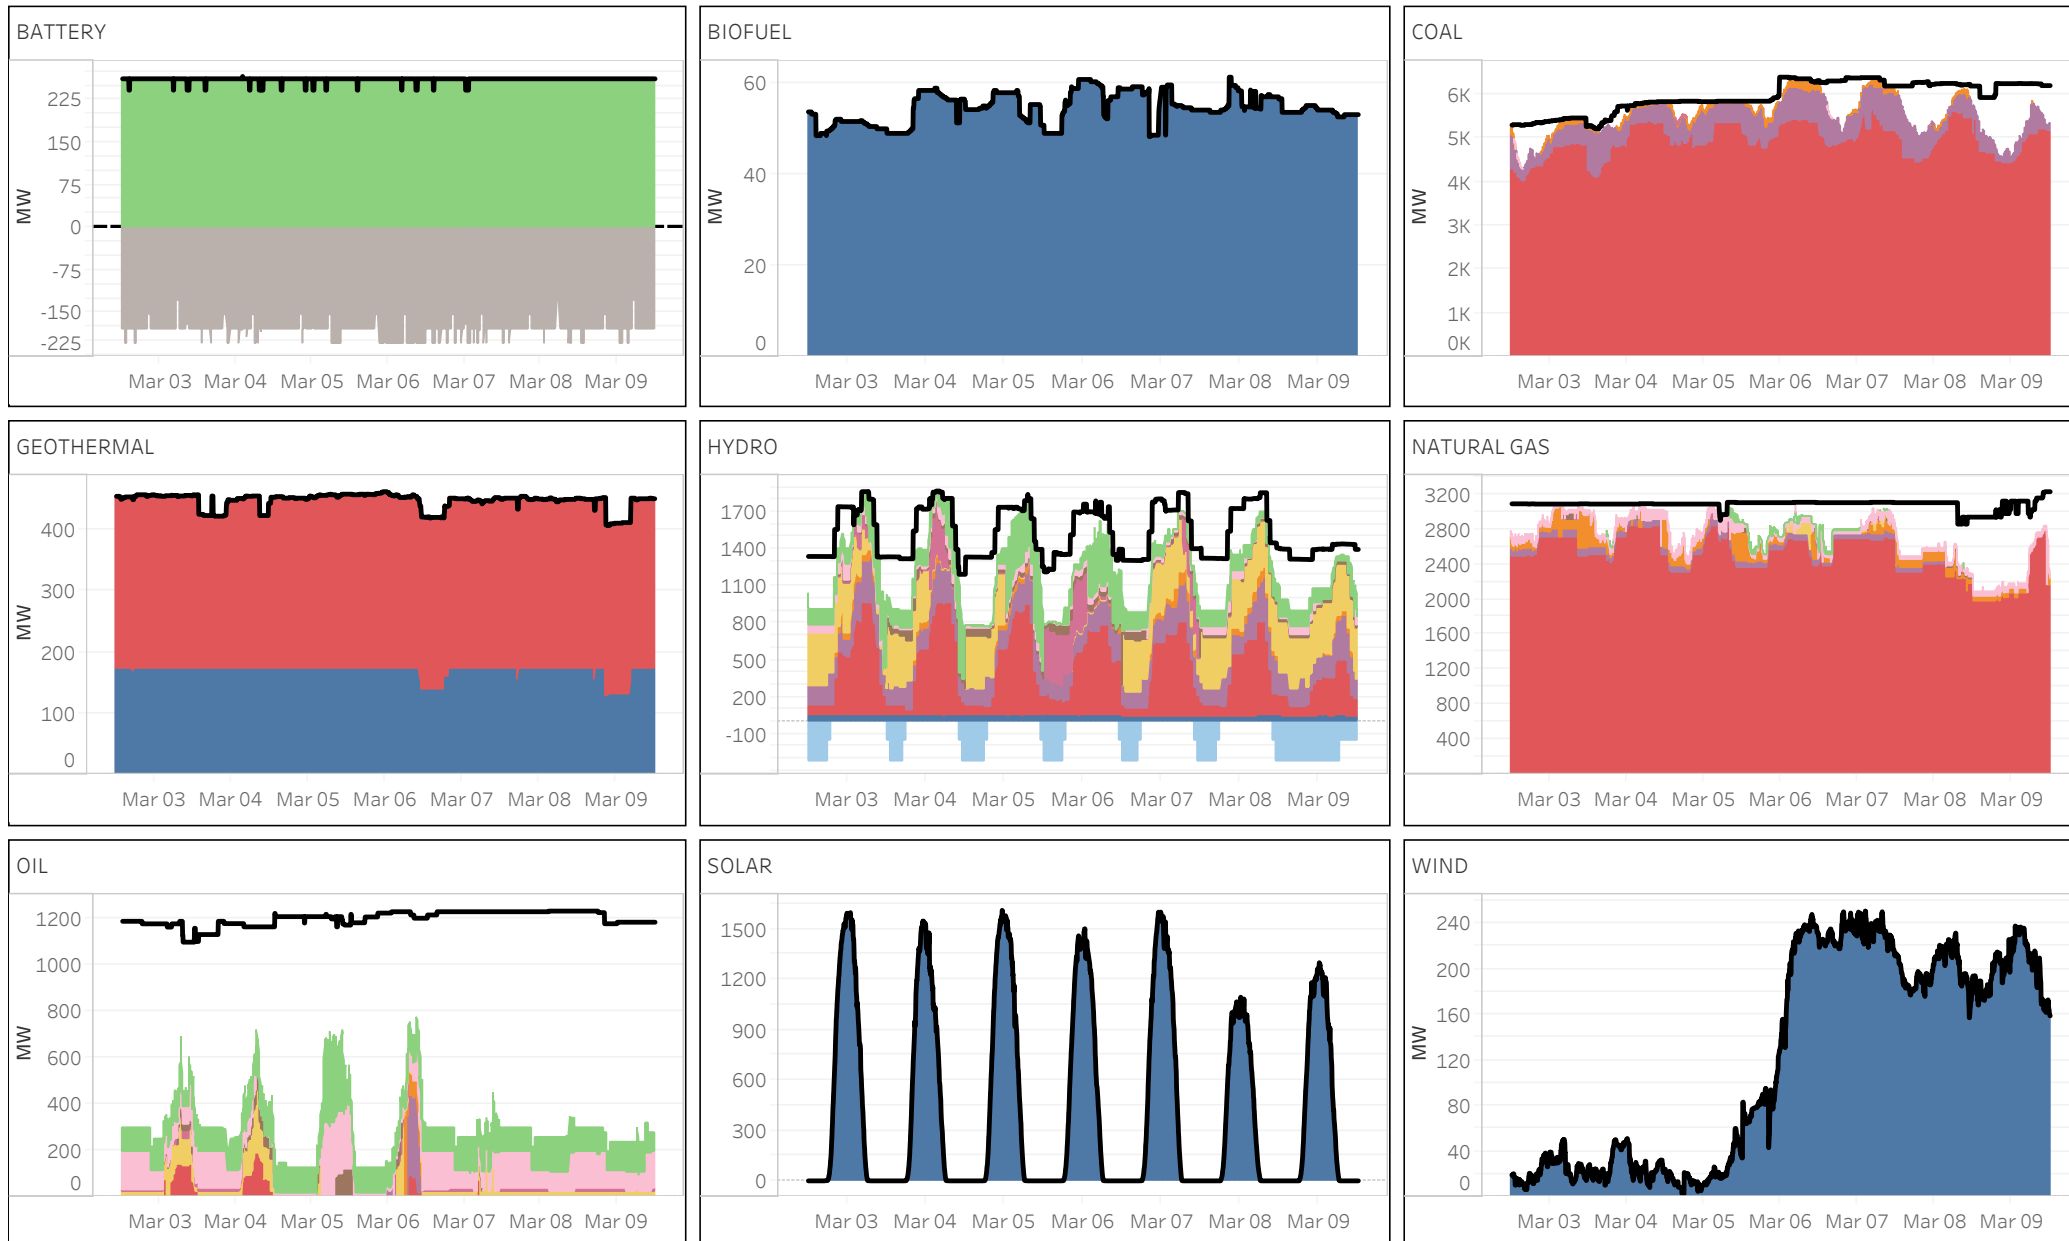 BATTERY
MW
225
150
75
0
-75
-150
-225
Mar 03 Mar 04 Mar 05 Mar 06 Mar 07 Mar 08 Mar 09
BIOFUEL
MW
60
40
20
0
Mar 03 Mar 04 Mar 05 Mar 06 Mar 07 Mar 08 Mar 09
COAL
MW
6K
5K
4K
3K
2K
1K
0K
Mar 03 Mar 04 Mar 05 Mar 06 Mar 07 Mar 08 Mar 09
GEOTHERMAL
MW
400
300
200
100
0
Mar 03 Mar 04 Mar 05 Mar 06 Mar 07 Mar 08 Mar 09
HYDRO
1700
1400
1100
800
500
200
-100
Mar 03 Mar 04 Mar 05 Mar 06 Mar 07 Mar 08 Mar 09
NATURAL GAS
3200
2800
2400
2000
1600
1200
800
400
Mar 03 Mar 04 Mar 05 Mar 06 Mar 07 Mar 08 Mar 09
OIL
MW
1200
1000
800
600
400
200
0
Mar 03 Mar 04 Mar 05 Mar 06 Mar 07 Mar 08 Mar 09
SOLAR
1500
1200
900
600
300
0
Mar 03 Mar 04 Mar 05 Mar 06 Mar 07 Mar 08 Mar 09
WIND
MW
240
200
160
120
80
40
0
Mar 03 Mar 04 Mar 05 Mar 06 Mar 07 Mar 08 Mar 09